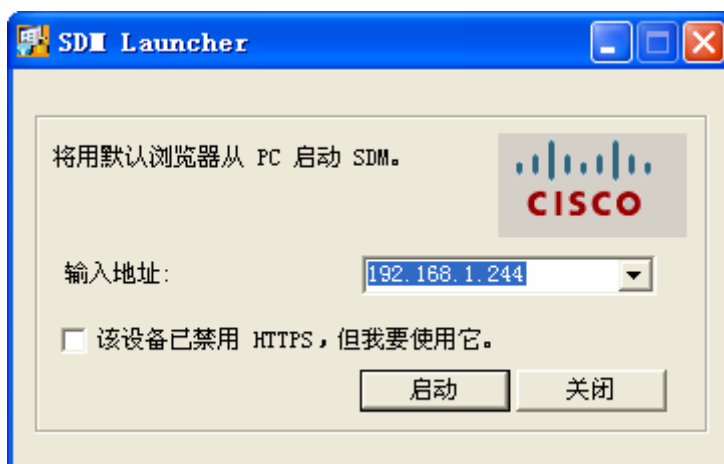 SDM Launcher
将用默认浏览器从 PC 启动 SDM。
CISCO
输入地址:
192.168.1.244
该设备已禁用 HTTPS，但我要使用它。
启动 关闭